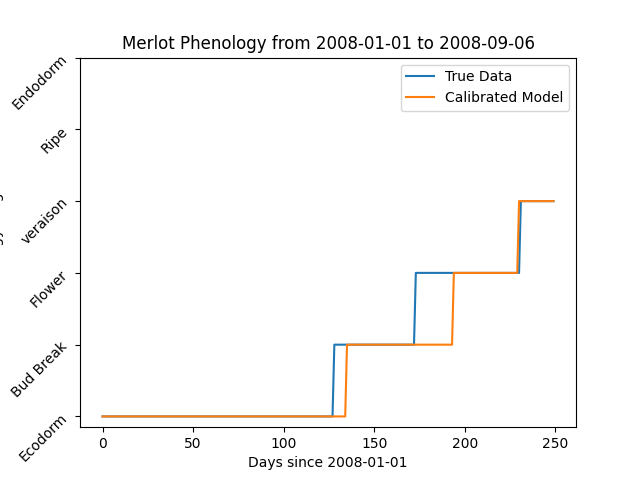 Merlot Phenology from 2008-01-01 to 2008-09-06
True Data
Calibrated Model
Endodorm
Ripe
veraison
Flower
Bud Break
Ecodorm
0 50 100 150 200 250
Days since 2008-01-01